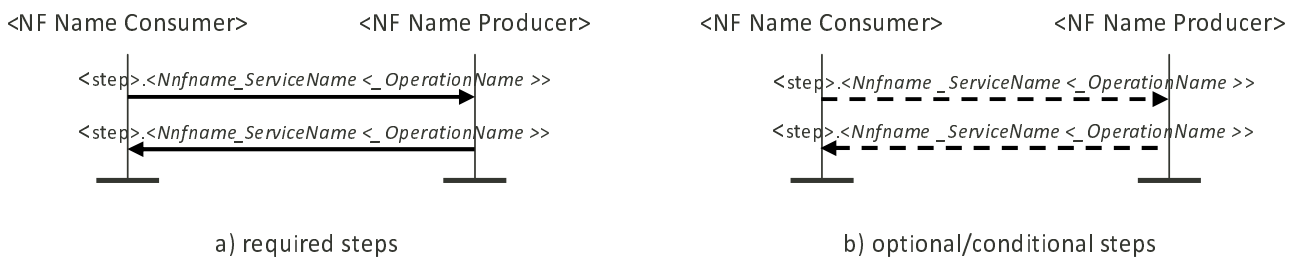 <NF Name Consumer> <NF Name Producer> <NF Name Consumer> <NF Name Producer>
<step>.<Nnfname_ServiceName <_OperationName >> <step>.<Nnfname _ServiceName <_OperationName >>
<step>.<Nnfname_ServiceName <_OperationName >> <step>.<Nnfname _ServiceName <_OperationName >>
a) required steps b) optional/conditional steps